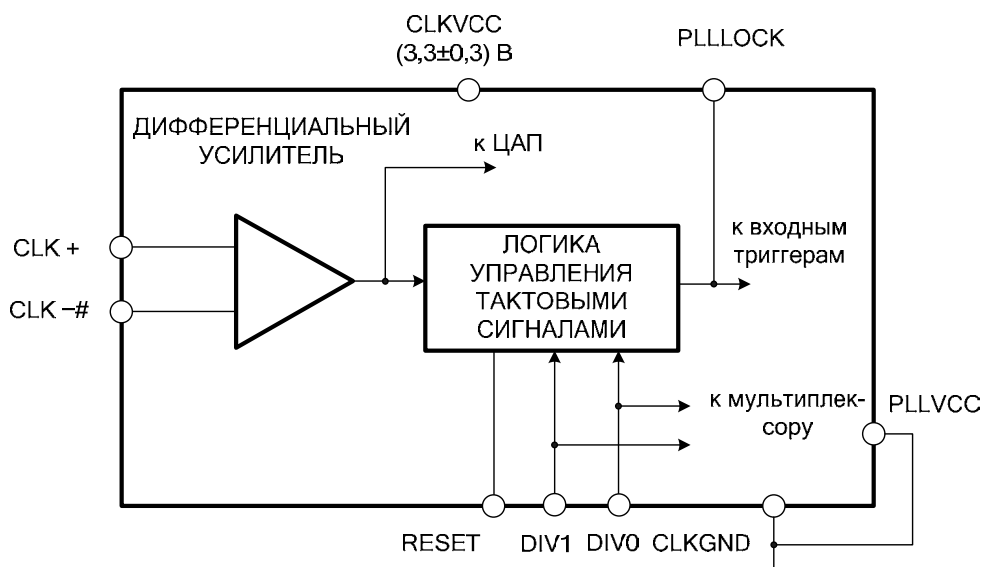 CLKVCC
(3,3±0,3) В
PLLLOCK
ДИФФЕРЕНЦИАЛЬНЫЙ
УСИЛИТЕЛЬ
к ЦАП
CLK +
CLK –#
ЛОГИКА
УПРАВЛЕНИЯ
ТАКТОВЫМИ
СИГНАЛАМИ
к входным
триггерам
к мультиплек-
сору
PLLVCC
RESET
DIV1
DIV0
CLKGND